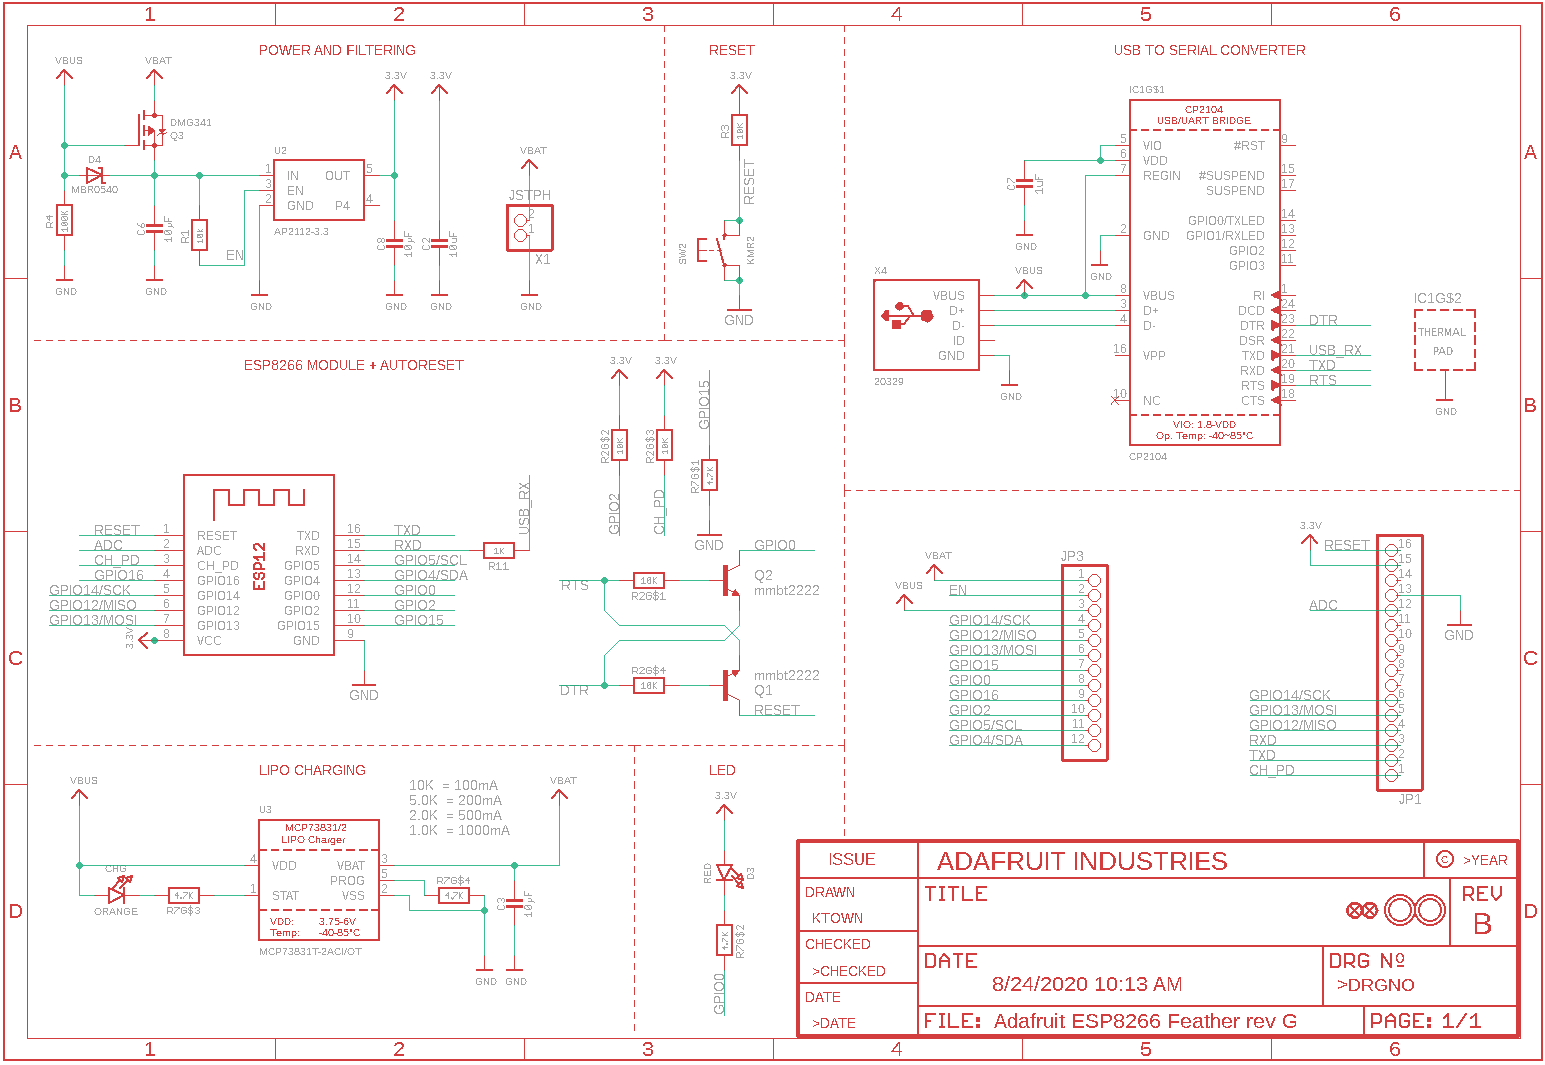 1 2 3 4 5 6
A
B
C
D
A
B
C
D
1 2 3 4 5 6
POWER AND FILTERING
VBUS
VBAT
DMG341
Q3
D4
MBR0540
R4
100K
GND
C6
10µF
GND
R1
10K
EN
U2
1 IN
3 EN
2 GND
OUT 5
P4 4
AP2112-3.3
GND
3.3V
C8
10µF
GND
3.3V
C2
10uF
GND
VBAT
JSTPH
2
1
X1
GND
RESET
3.3V
R3
10K
RESET
SW2
KMR2
GND
USB TO SERIAL CONVERTER
IC1G$1
CP2104
USB/UART BRIDGE
5 VIO
6 VDD
7 REGIN
2 GND
8 VBUS
3 D+
4 D-
16 VPP
10 NC
#RST 9
#SUSPEND 15
SUSPEND 17
GPIO0/TXLED 14
GPIO1/RXLED 13
GPIO2 12
GPIO3 11
RI 1
DCD 24
DTR 23 DTR
DSR 22
TXD 21 USB_RX
RXD 20 TXD
RTS 19 RTS
CTS 18
VIO: 1.8-VDD
Op. Temp: -40~85°C
CP2104
C7
1uF
GND
GND
VBUS
X4
VBUS
D+
D-
ID
GND
20329
GND
IC1G$2
THERMAL
PAD
GND
ESP8266 MODULE + AUTORESET
RESET 1 RESET
ADC 2 ADC
CH_PD 3 CH_PD
GPIO16 4 GPIO16
GPIO14/SCK 5 GPIO14
GPIO12/MISO 6 GPIO12
GPIO13/MOSI 7 GPIO13
3.3V 8 VCC
ESP12
TXD 16 TXD
RXD 15 RXD
GPIO5 14 GPIO5/SCL
GPIO4 13 GPIO4/SDA
GPIO0 12 GPIO0
GPIO2 11 GPIO2
GPIO15 10 GPIO15
GND 9
GND
1K
R11
USB_RX
3.3V
R2G$2
10K
GPIO2
3.3V
R2G$3
10K
CH_PD
GPIO15
R7G$1
4.7K
GND
RTS
10K
R2G$1
GPIO0
Q2
mmbt2222
DTR
R2G$4
10K
mmbt2222
Q1
RESET
JP3
VBAT
VBUS
1
EN 2
3
GPIO14/SCK 4
GPIO12/MISO 5
GPIO13/MOSI 6
GPIO15 7
GPIO0 8
GPIO16 9
GPIO2 10
GPIO5/SCL 11
GPIO4/SDA 12
3.3V
RESET 16
15
14
13
ADC 12
11
10
9
8
7
GPIO14/SCK 6
GPIO13/MOSI 5
GPIO12/MISO 4
RXD 3
TXD 2
CH_PD 1
JP1
GND
LIPO CHARGING
VBUS
CHG
ORANGE
4.7K
R7G$3
U3
MCP73831/2
LIPO Charger
4 VDD
1 STAT
VBAT 3
PROG 5
VSS 2
VDD: 3.75-6V
Temp: -40-85°C
MCP73831T-2ACI/OT
10K = 100mA
5.0K = 200mA
2.0K = 500mA
1.0K = 1000mA
VBAT
R7G$4
4.7K
C3
10µF
GND
GND
LED
3.3V
RED
D3
R7G$2
4.7K
GPIO0
ISSUE
ADAFRUIT INDUSTRIES
© >YEAR
DRAWN
KTOWN
TITLE
REV
B
CHECKED
>CHECKED
DATE
8/24/2020 10:13 AM
DRG Nº
>DRGNO
DATE
>DATE
FILE: Adafruit ESP8266 Feather rev G
PAGE: 1/1